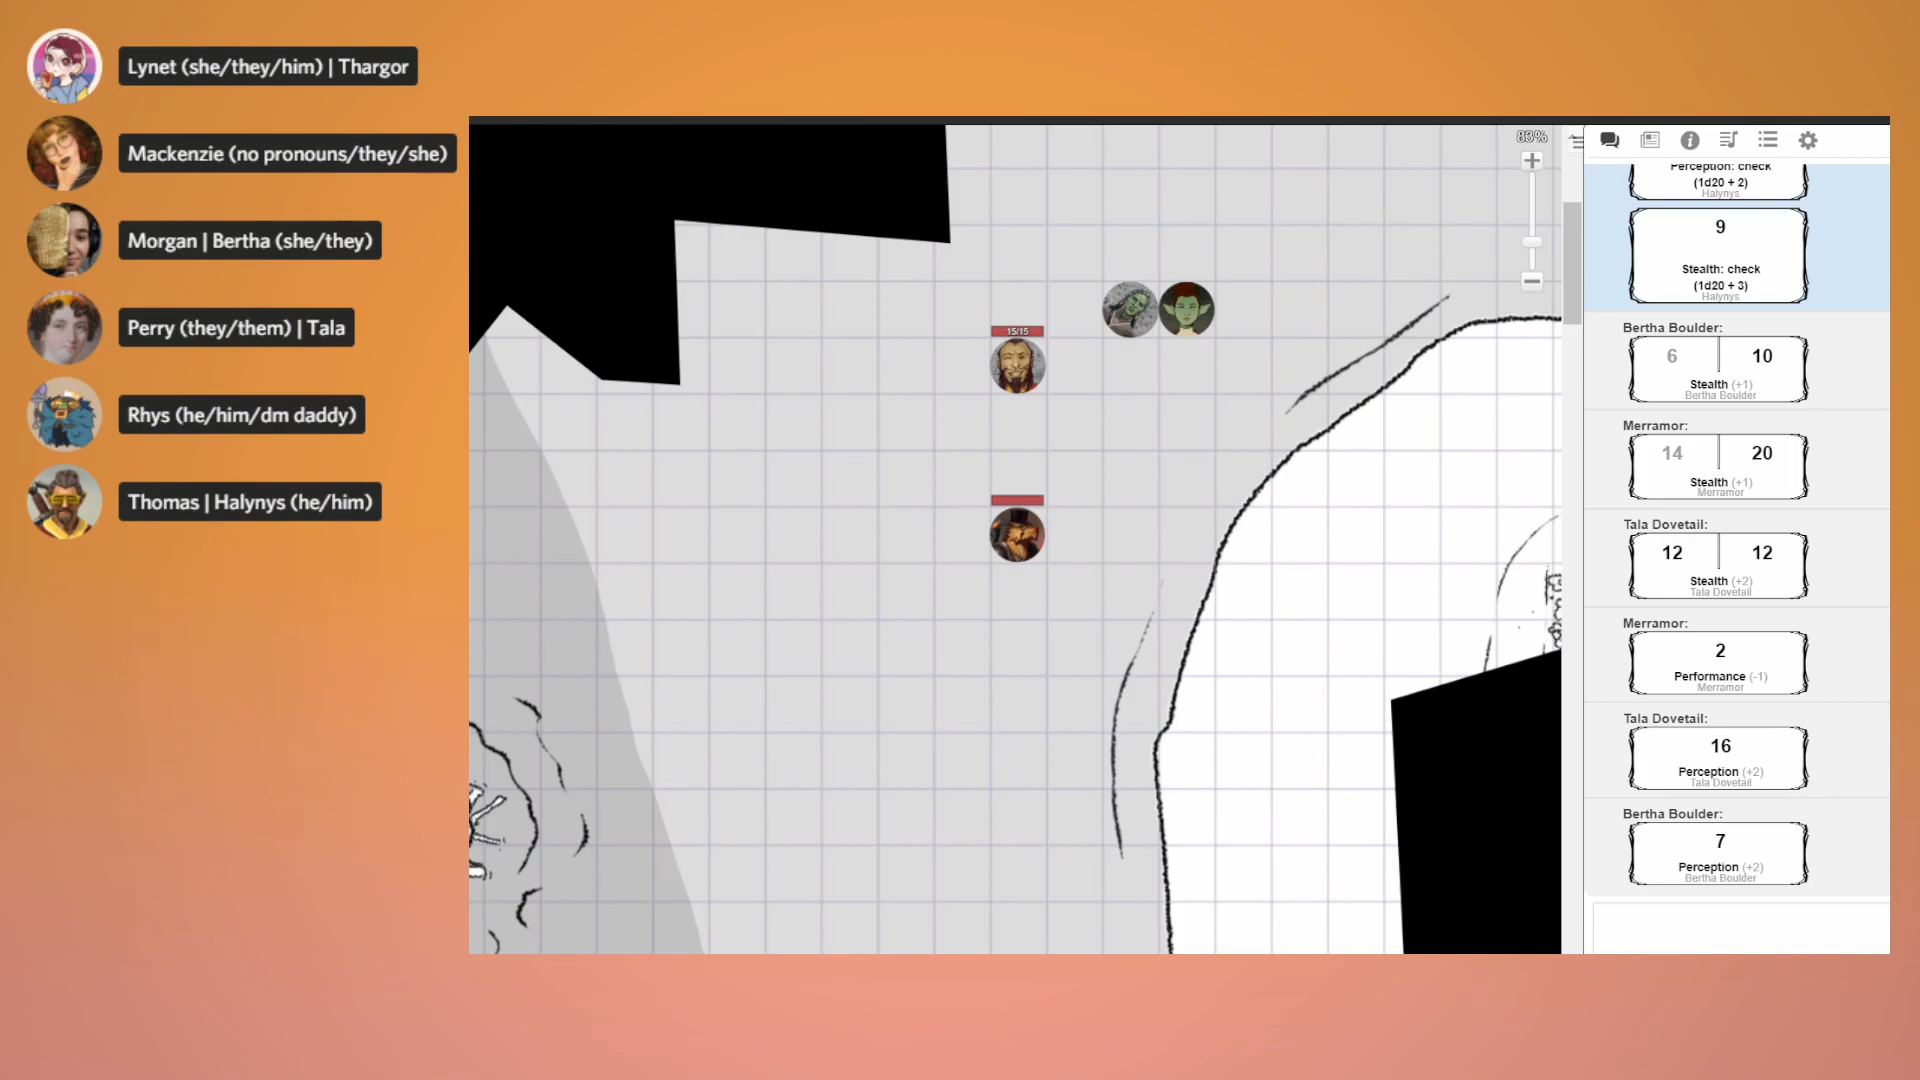 Lynet (she/they/him) | Thargor
Mackenzie (no pronouns/they/she)
Morgan | Bertha (she/they)
Perry (they/them) | Tala
Rhys (he/him/dm daddy)
Thomas | Halynys (he/him)
15/15
83%
Perception: check
(1d20 + 2)
Halynys
9
Stealth: check
(1d20 + 3)
Halynys
Bertha Boulder:
6 10
Stealth (+1)
Bertha Boulder
Merramor:
14 20
Stealth (+1)
Merramor
Tala Dovetail:
12 12
Stealth (+2)
Tala Dovetail
Merramor:
2
Performance (-1)
Merramor
Tala Dovetail:
16
Perception (+2)
Tala Dovetail
Bertha Boulder:
7
Perception (+2)
Bertha Boulder